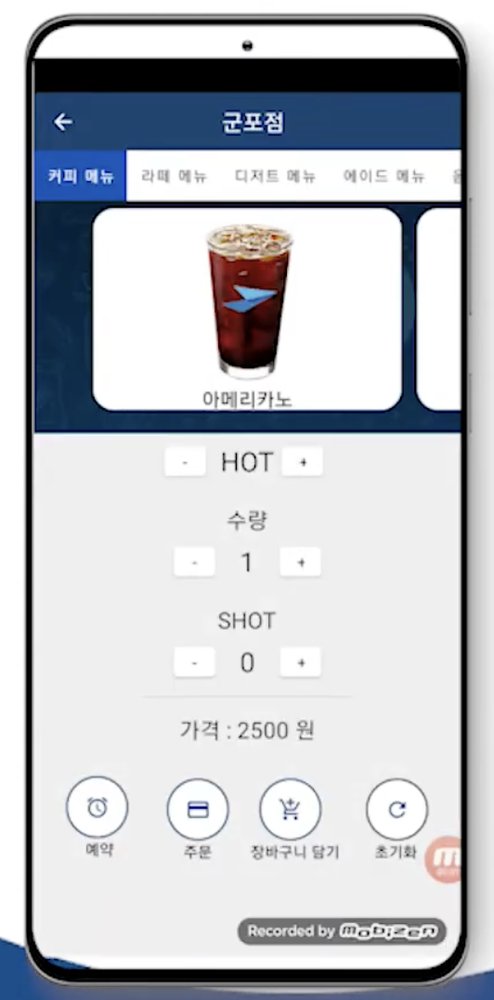 군포점
커피 메뉴 라떼 메뉴 디저트 메뉴 에이드 메뉴
아메리카노
- HOT +
수량
- 1 +
SHOT
- 0 +
가격 : 2500 원
예약 주문 장바구니 담기 초기화
Recorded by mobizen